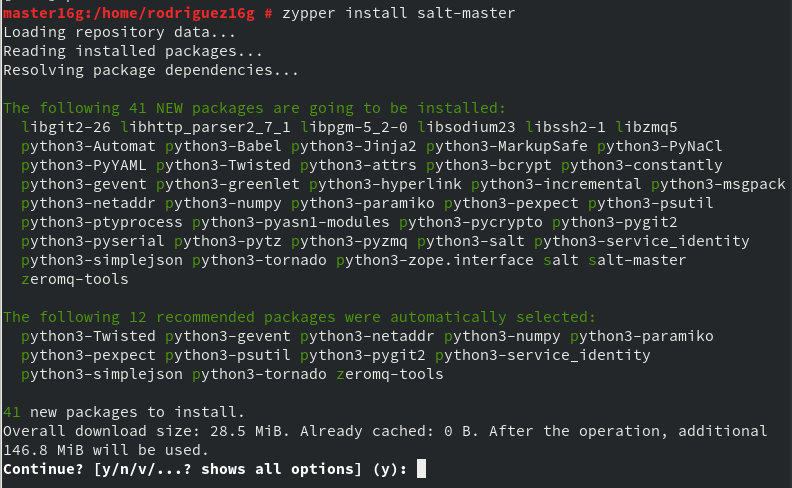 master16g:/home/rodriguez16g # zypper install salt-master
Loading repository data...
Reading installed packages...
Resolving package dependencies...
The following 41 NEW packages are going to be installed:
libgit2-26 libhttp_parser2_7_1 libpgm-5_2-0 libsodium23 libssh2-1 libzmq5
python3-Automat python3-Babel python3-Jinja2 python3-MarkupSafe python3-PyNaCl
python3-PyYAML python3-Twisted python3-attrs python3-bcrypt python3-constantly
python3-gevent python3-greenlet python3-hyperlink python3-incremental python3-msgpack
python3-netaddr python3-numpy python3-paramiko python3-pexpect python3-psutil
python3-ptyprocess python3-pyasn1-modules python3-pycrypto python3-pygit2
python3-pyserial python3-pytz python3-pyzmq python3-salt python3-service_identity
python3-simplejson python3-tornado python3-zope.interface salt salt-master
zeromq-tools
The following 12 recommended packages were automatically selected:
python3-Twisted python3-gevent python3-netaddr python3-numpy python3-paramiko
python3-pexpect python3-psutil python3-pygit2 python3-service_identity
python3-simplejson python3-tornado zeromq-tools
41 new packages to install.
Overall download size: 28.5 MiB. Already cached: 0 B. After the operation, additional
146.8 MiB will be used.
Continue? [y/n/v/...? shows all options] (y):